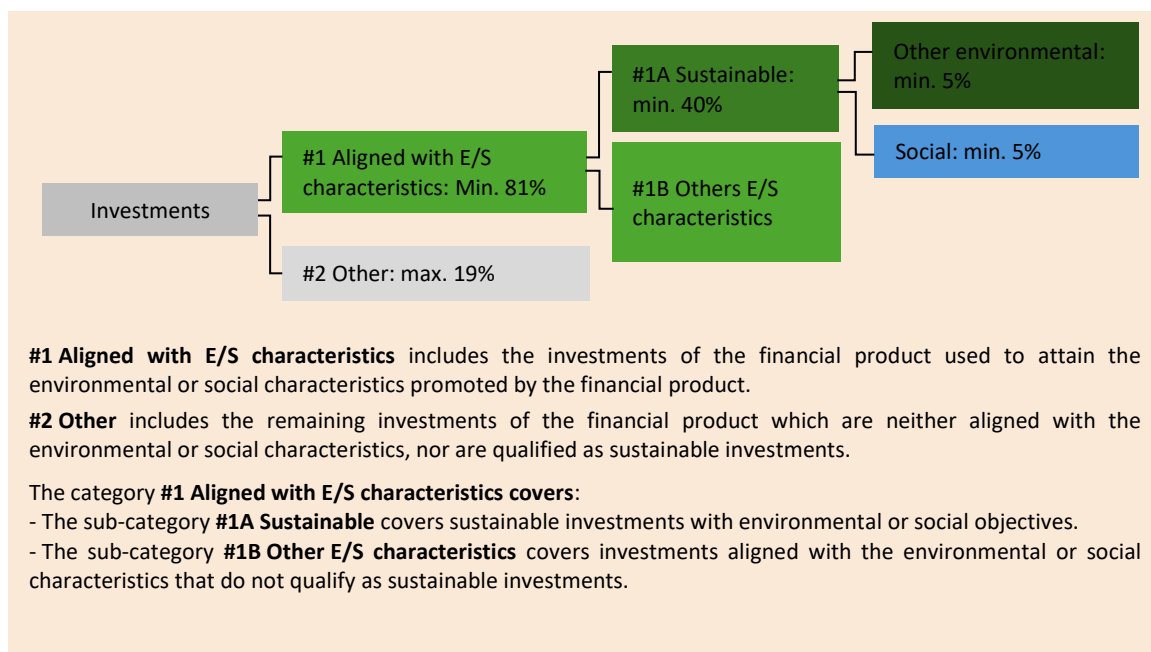 Investments
#1 Aligned with E/S
characteristics: Min. 81%
#2 Other: max. 19%
#1A Sustainable:
min. 40%
#1B Others E/S
characteristics
Other environmental:
min. 5%
Social: min. 5%
#1 Aligned with E/S characteristics includes the investments of the financial product used to attain the
environmental or social characteristics promoted by the financial product.
#2 Other includes the remaining investments of the financial product which are neither aligned with the
environmental or social characteristics, nor are qualified as sustainable investments.
The category #1 Aligned with E/S characteristics covers:
- The sub-category #1A Sustainable covers sustainable investments with environmental or social objectives.
- The sub-category #1B Other E/S characteristics covers investments aligned with the environmental or social
characteristics that do not qualify as sustainable investments.